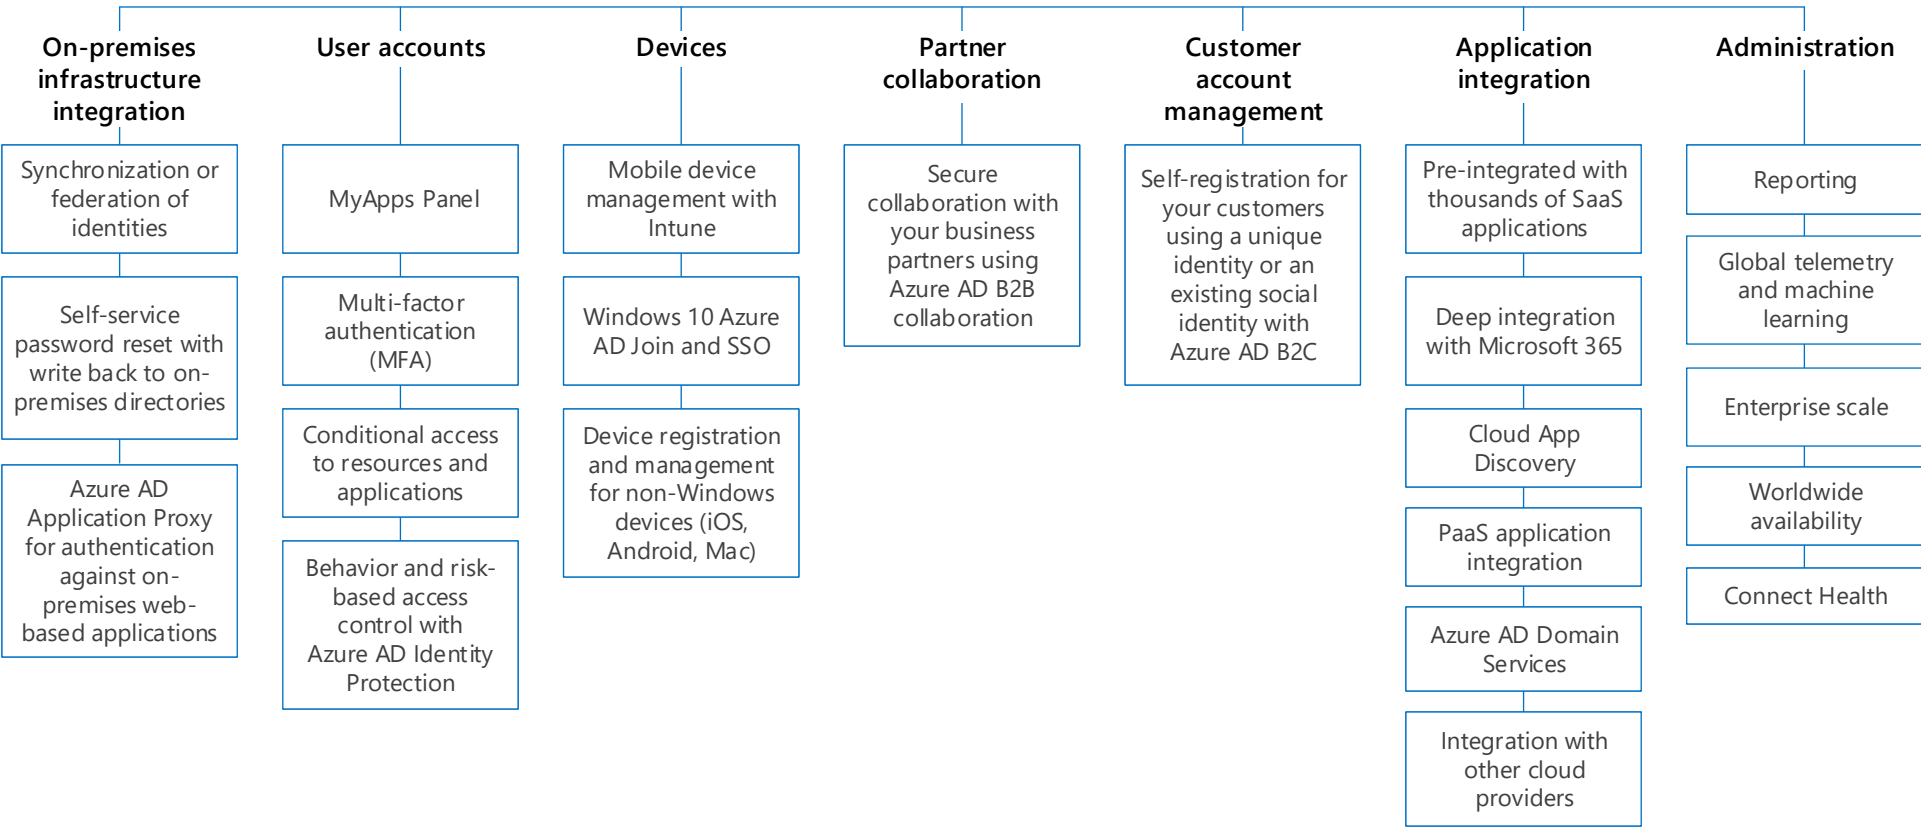 On-premises
infrastructure
integration
Synchronization or
federation of
identities
Self-service
password reset with
write back to on-
premises directories
Azure AD
Application Proxy
for authentication
against on-
premises web-
based applications
User accounts
MyApps Panel
Multi-factor
authentication
(MFA)
Conditional access
to resources and
applications
Behavior and risk-
based access
control with
Azure AD Identity
Protection
Devices
Mobile device
management with
Intune
Windows 10 Azure
AD Join and SSO
Device registration
and management
for non-Windows
devices (iOS,
Android, Mac)
Partner
collaboration
Secure
collaboration with
your business
partners using
Azure AD B2B
collaboration
Customer
account
management
Self-registration for
your customers
using a unique
identity or an
existing social
identity with
Azure AD B2C
Application
integration
Pre-integrated with
thousands of SaaS
applications
Deep integration
with Microsoft 365
Cloud App
Discovery
PaaS application
integration
Azure AD Domain
Services
Integration with
other cloud
providers
Administration
Reporting
Global telemetry
and machine
learning
Enterprise scale
Worldwide
availability
Connect Health